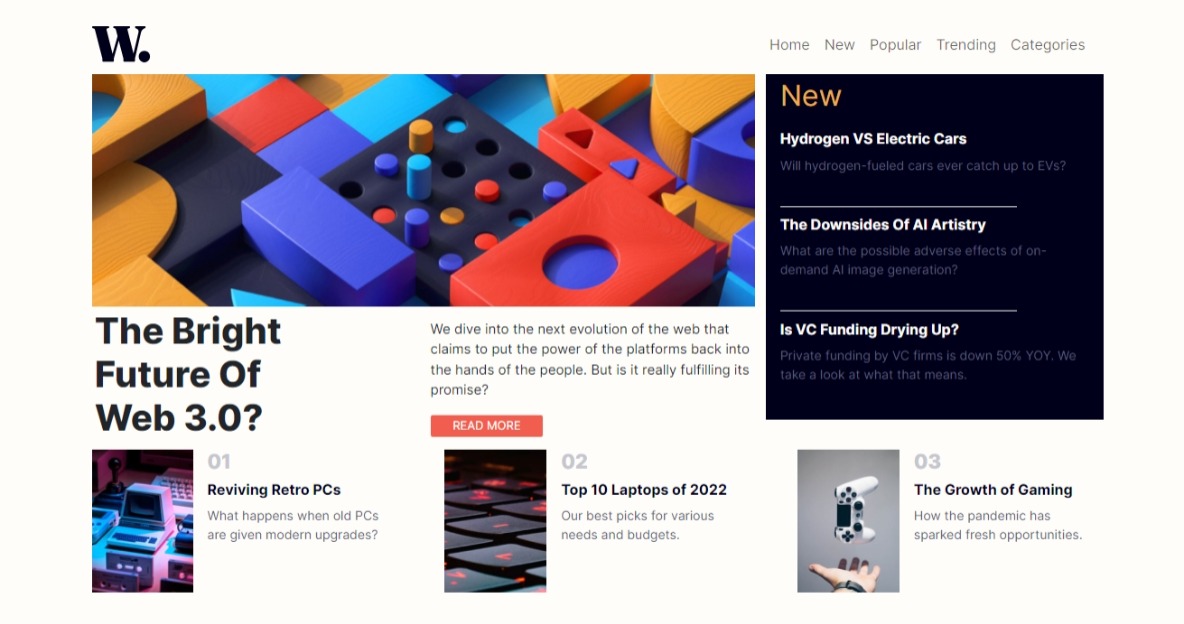 W.
Home New Popular Trending Categories
New
Hydrogen VS Electric Cars
Will hydrogen-fueled cars ever catch up to EVs?
The Downsides Of AI Artistry
What are the possible adverse effects of on-
demand AI image generation?
Is VC Funding Drying Up?
Private funding by VC firms is down 50% YOY. We
take a look at what that means.
The Bright
Future Of
Web 3.0?
We dive into the next evolution of the web that
claims to put the power of the platforms back into
the hands of the people. But is it really fulfilling its
promise?
READ MORE
01
Reviving Retro PCs
What happens when old PCs
are given modern upgrades?
02
Top 10 Laptops of 2022
Our best picks for various
needs and budgets.
03
The Growth of Gaming
How the pandemic has
sparked fresh opportunities.